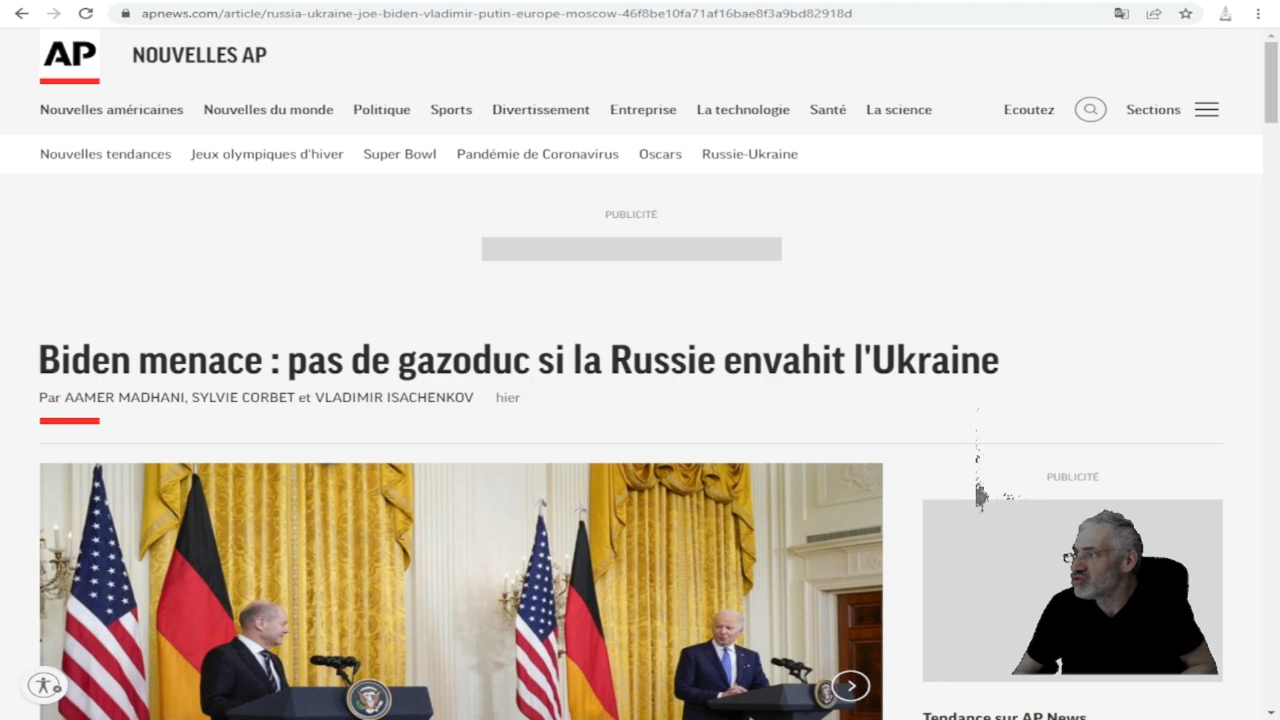 apnews.com/article/russia-ukraine-joe-biden-vladimir-putin-europe-moscow-46f8be10fa71af16bae8f3a9bd82918d
AP NOUVELLES AP
Nouvelles américaines Nouvelles du monde Politique Sports Divertissement Entreprise La technologie Santé La science Ecoutez Sections
Nouvelles tendances Jeux olympiques d'hiver Super Bowl Pandémie de Coronavirus Oscars Russie-Ukraine
PUBLICITÉ
Biden menace : pas de gazoduc si la Russie envahit l'Ukraine
Par AAMER MADHANI, SYLVIE CORBET et VLADIMIR ISACHENKOV hier
PUBLICITÉ
Tendance sur AP News